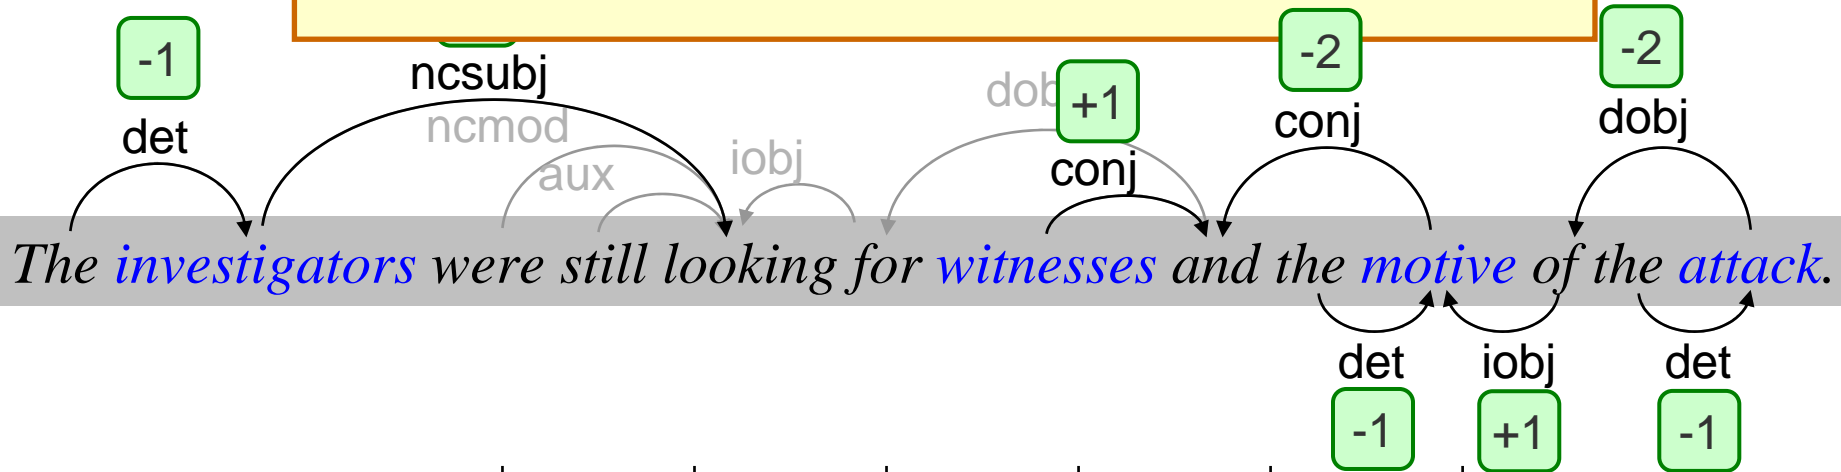 -1
-2
-2
+1
ncsubj
det
ncmod
aux
iobj
conj
conj
dobj
The investigators were still looking for witnesses and the motive of the attack.
det
iobj
det
-1
+1
-1